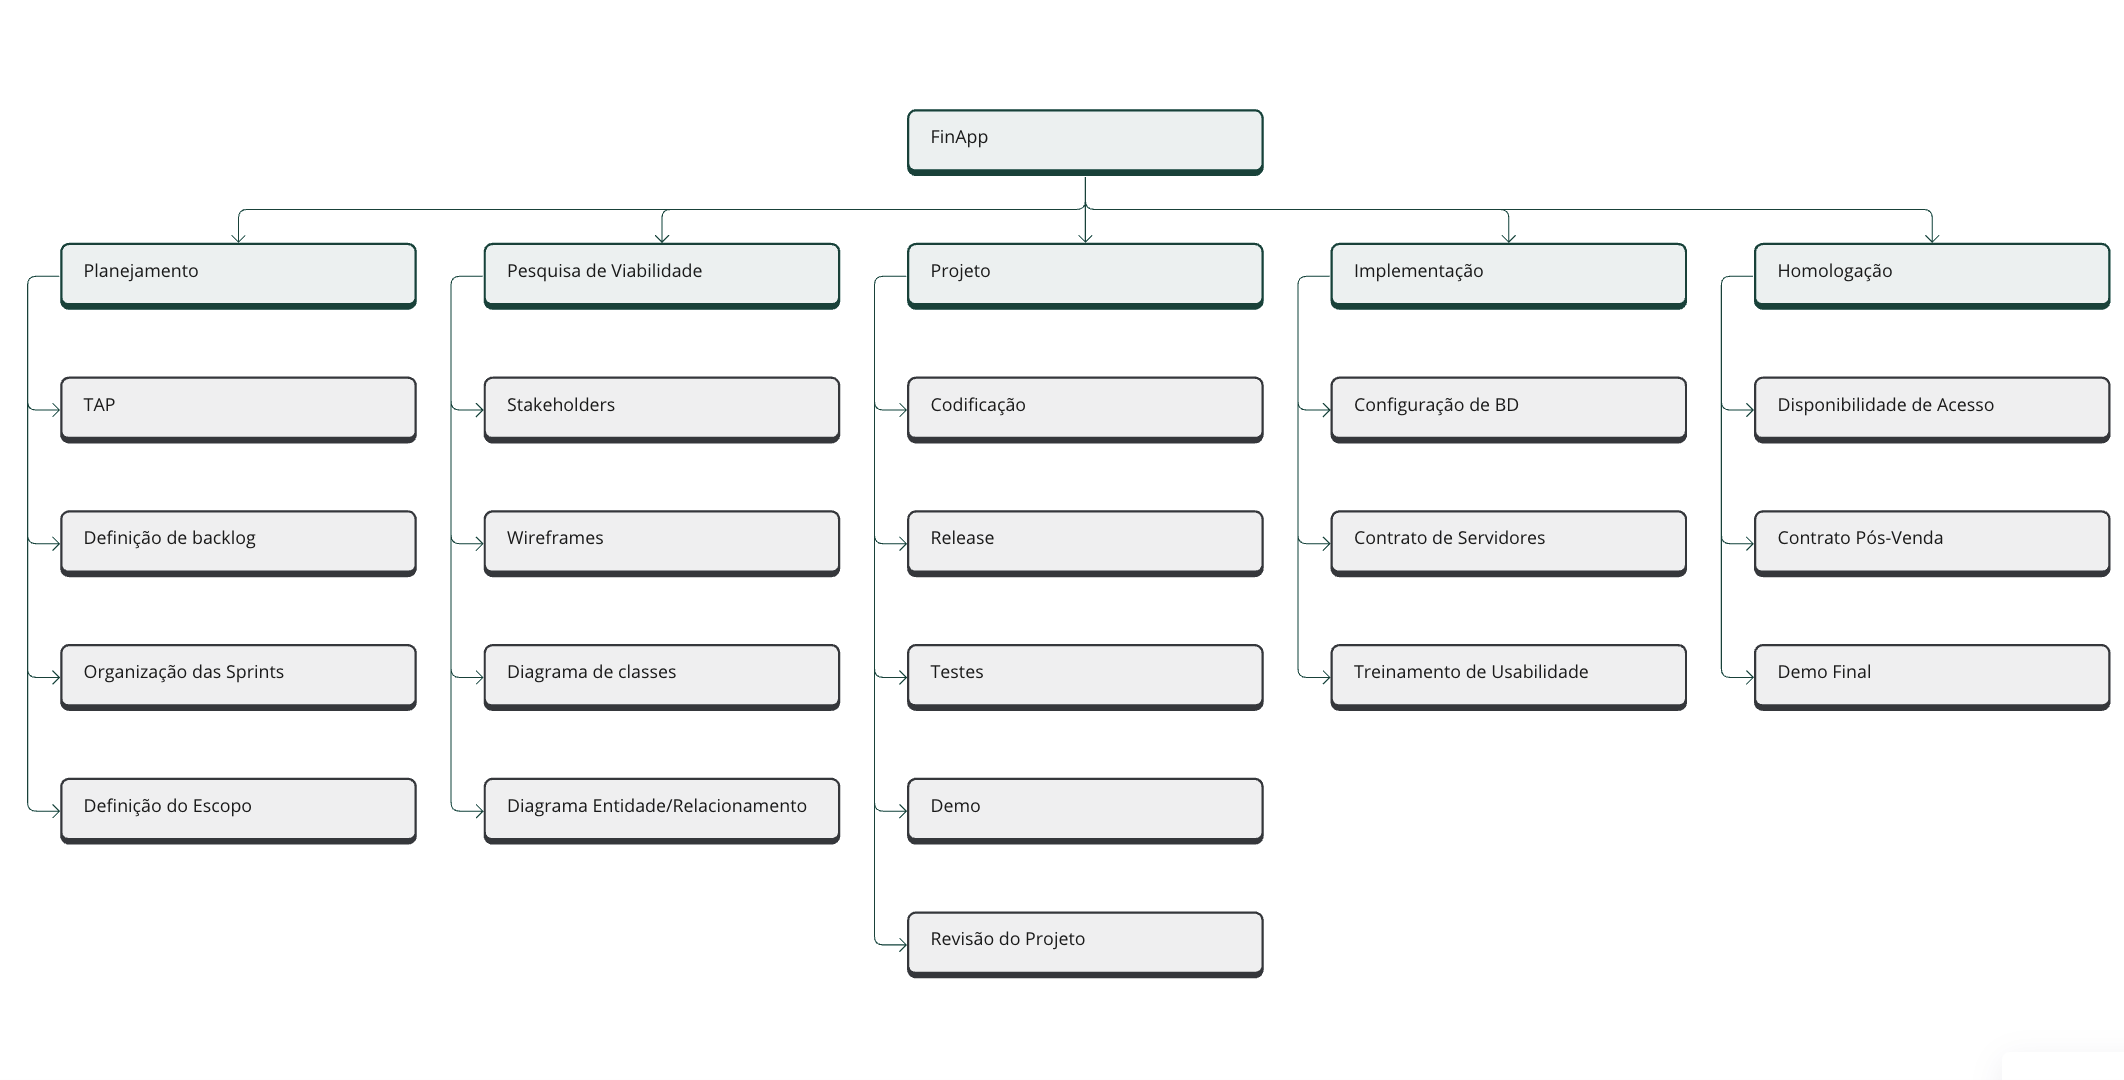 FinApp
Planejamento
Pesquisa de Viabilidade
Projeto
Implementação
Homologação
TAP
Stakeholders
Codificação
Configuração de BD
Disponibilidade de Acesso
Definição de backlog
Wireframes
Release
Contrato de Servidores
Contrato Pós-Venda
Organização das Sprints
Diagrama de classes
Testes
Treinamento de Usabilidade
Demo Final
Definição do Escopo
Diagrama Entidade/Relacionamento
Demo
Revisão do Projeto